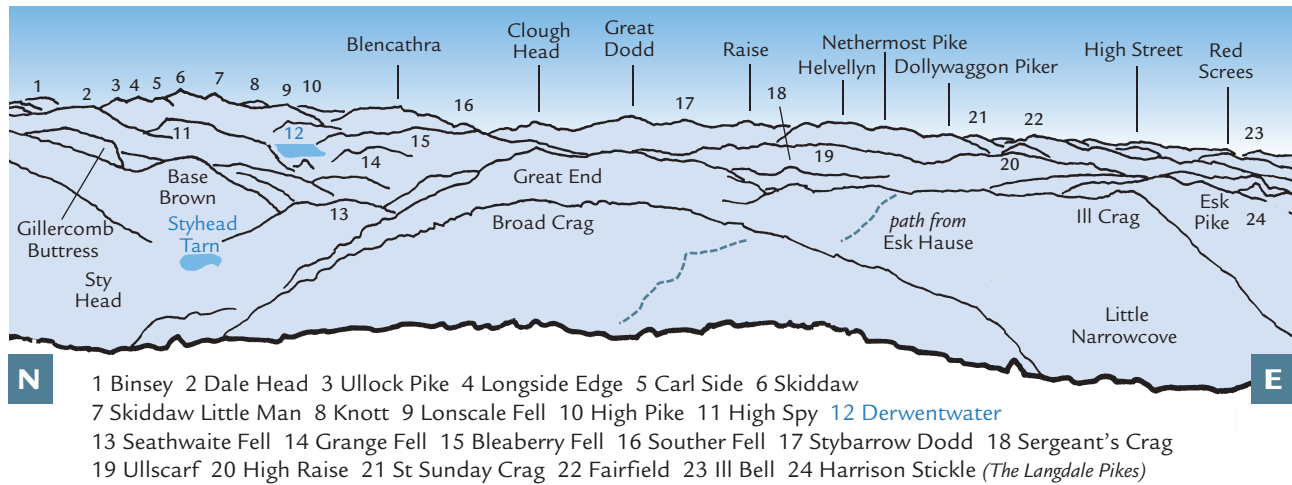 Blencathra
Clough
Head
Great
Dodd
Raise
Nethermost Pike
Helvellyn
Dollywaggon Piker
High Street
Red
Screes
1
2
3
4
5
6
7
8
9
10
16
17
18
21
22
23
11
12
15
14
19
20
Base
Brown
Great End
13
Gillercomb
Buttress
Styhead
Tarn
Broad Crag
path from
Esk Hause
Ill Crag
Esk
Pike
24
Sty
Head
Little
Narrowcove
N
E
1 Binsey 2 Dale Head 3 Ullock Pike 4 Longside Edge 5 Carl Side 6 Skiddaw
7 Skiddaw Little Man 8 Knott 9 Lonscale Fell 10 High Pike 11 High Spy 12 Derwentwater
13 Seathwaite Fell 14 Grange Fell 15 Bleaberry Fell 16 Souther Fell 17 Stybarrow Dodd 18 Sergeant's Crag
19 Ullscarf 20 High Raise 21 St Sunday Crag 22 Fairfield 23 Ill Bell 24 Harrison Stickle (The Langdale Pikes)